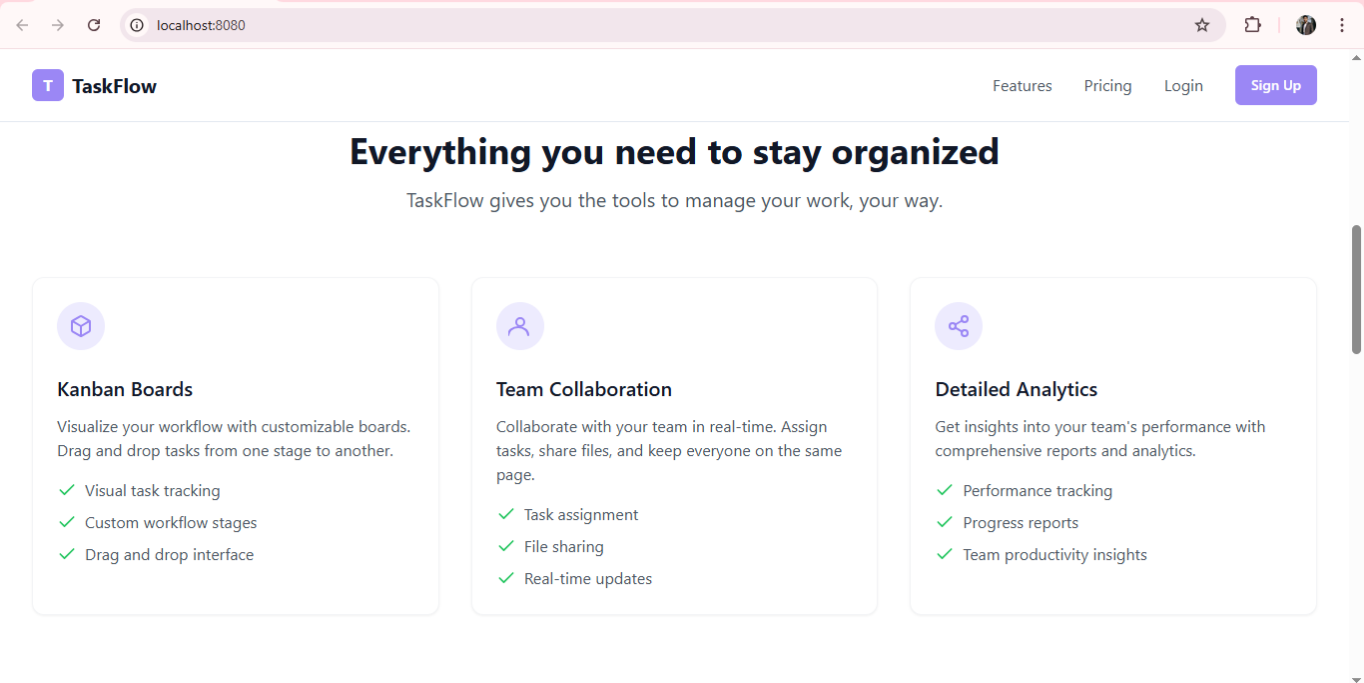 localhost:8080
T TaskFlow
Features Pricing Login Sign Up
Everything you need to stay organized
TaskFlow gives you the tools to manage your work, your way.
Kanban Boards
Visualize your workflow with customizable boards.
Drag and drop tasks from one stage to another.
Visual task tracking
Custom workflow stages
Drag and drop interface
Team Collaboration
Collaborate with your team in real-time. Assign
tasks, share files, and keep everyone on the same
page.
Task assignment
File sharing
Real-time updates
Detailed Analytics
Get insights into your team's performance with
comprehensive reports and analytics.
Performance tracking
Progress reports
Team productivity insights